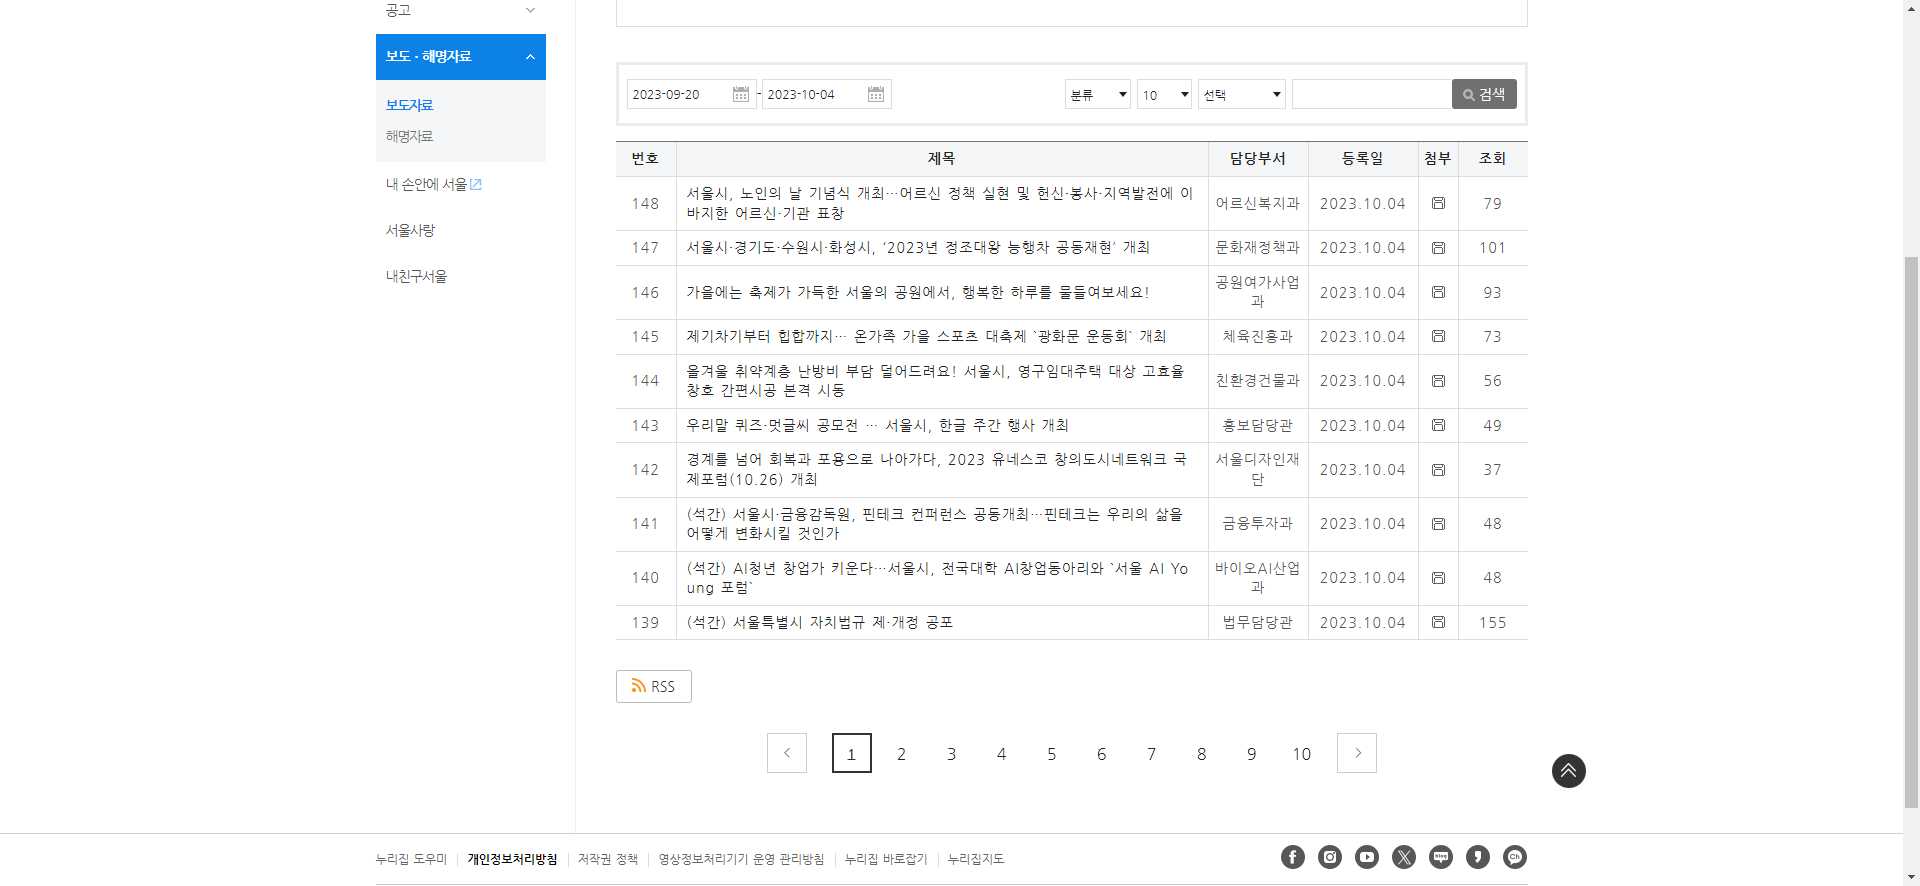 공고
보도·해명자료
보도자료
해명자료
내 손안에 서울
서울사랑
내친구서울
2023-09-20 - 2023-10-04 분류 10 선택 검색
번호 제목 담당부서 등록일 첨부 조회
148 서울시, 노인의 날 기념식 개최…어르신 정책 실현 및 헌신·봉사·지역발전에 이
바지한 어르신·기관 표창 어르신복지과 2023.10.04 79
147 서울시·경기도·수원시·화성시, ‘2023년 정조대왕 능행차 공동재현’ 개최 문화재정책과 2023.10.04 101
146 가을에는 축제가 가득한 서울의 공원에서, 행복한 하루를 물들여보세요! 공원여가사업
과 2023.10.04 93
145 제기차기부터 힙합까지… 온가족 가을 스포츠 대축제 `광화문 운동회` 개최 체육진흥과 2023.10.04 73
144 올겨울 취약계층 난방비 부담 덜어드려요! 서울시, 영구임대주택 대상 고효율
창호 간편시공 본격 시동 친환경건물과 2023.10.04 56
143 우리말 퀴즈·멋글씨 공모전 … 서울시, 한글 주간 행사 개최 홍보담당관 2023.10.04 49
142 경계를 넘어 회복과 포용으로 나아가다, 2023 유네스코 창의도시네트워크 국
제포럼(10.26) 개최 서울디자인재
단 2023.10.04 37
141 (석간) 서울시·금융감독원, 핀테크 컨퍼런스 공동개최…핀테크는 우리의 삶을
어떻게 변화시킬 것인가 금융투자과 2023.10.04 48
140 (석간) AI청년 창업가 키운다…서울시, 전국대학 AI창업동아리와 `서울 AI Yo
ung 포럼` 바이오AI산업
과 2023.10.04 48
139 (석간) 서울특별시 자치법규 제·개정 공포 법무담당관 2023.10.04 155
RSS
1 2 3 4 5 6 7 8 9 10
누리집 도우미 개인정보처리방침 저작권 정책 영상정보처리기기 운영 관리방침 누리집 바로잡기 누리집지도
blog
Ch